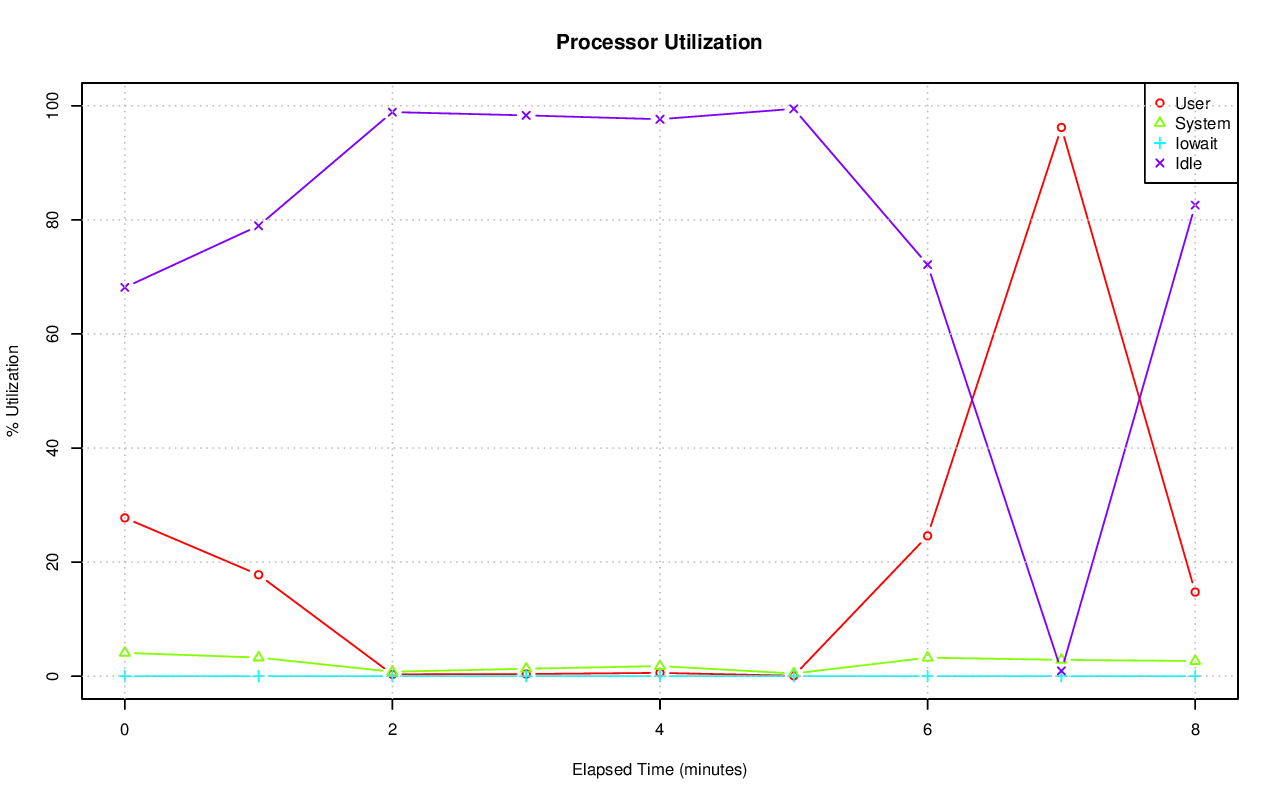 Processor Utilization
User
System
Iowait
Idle
100
80
60
40
20
0
% Utilization
0 2 4 6 8
Elapsed Time (minutes)